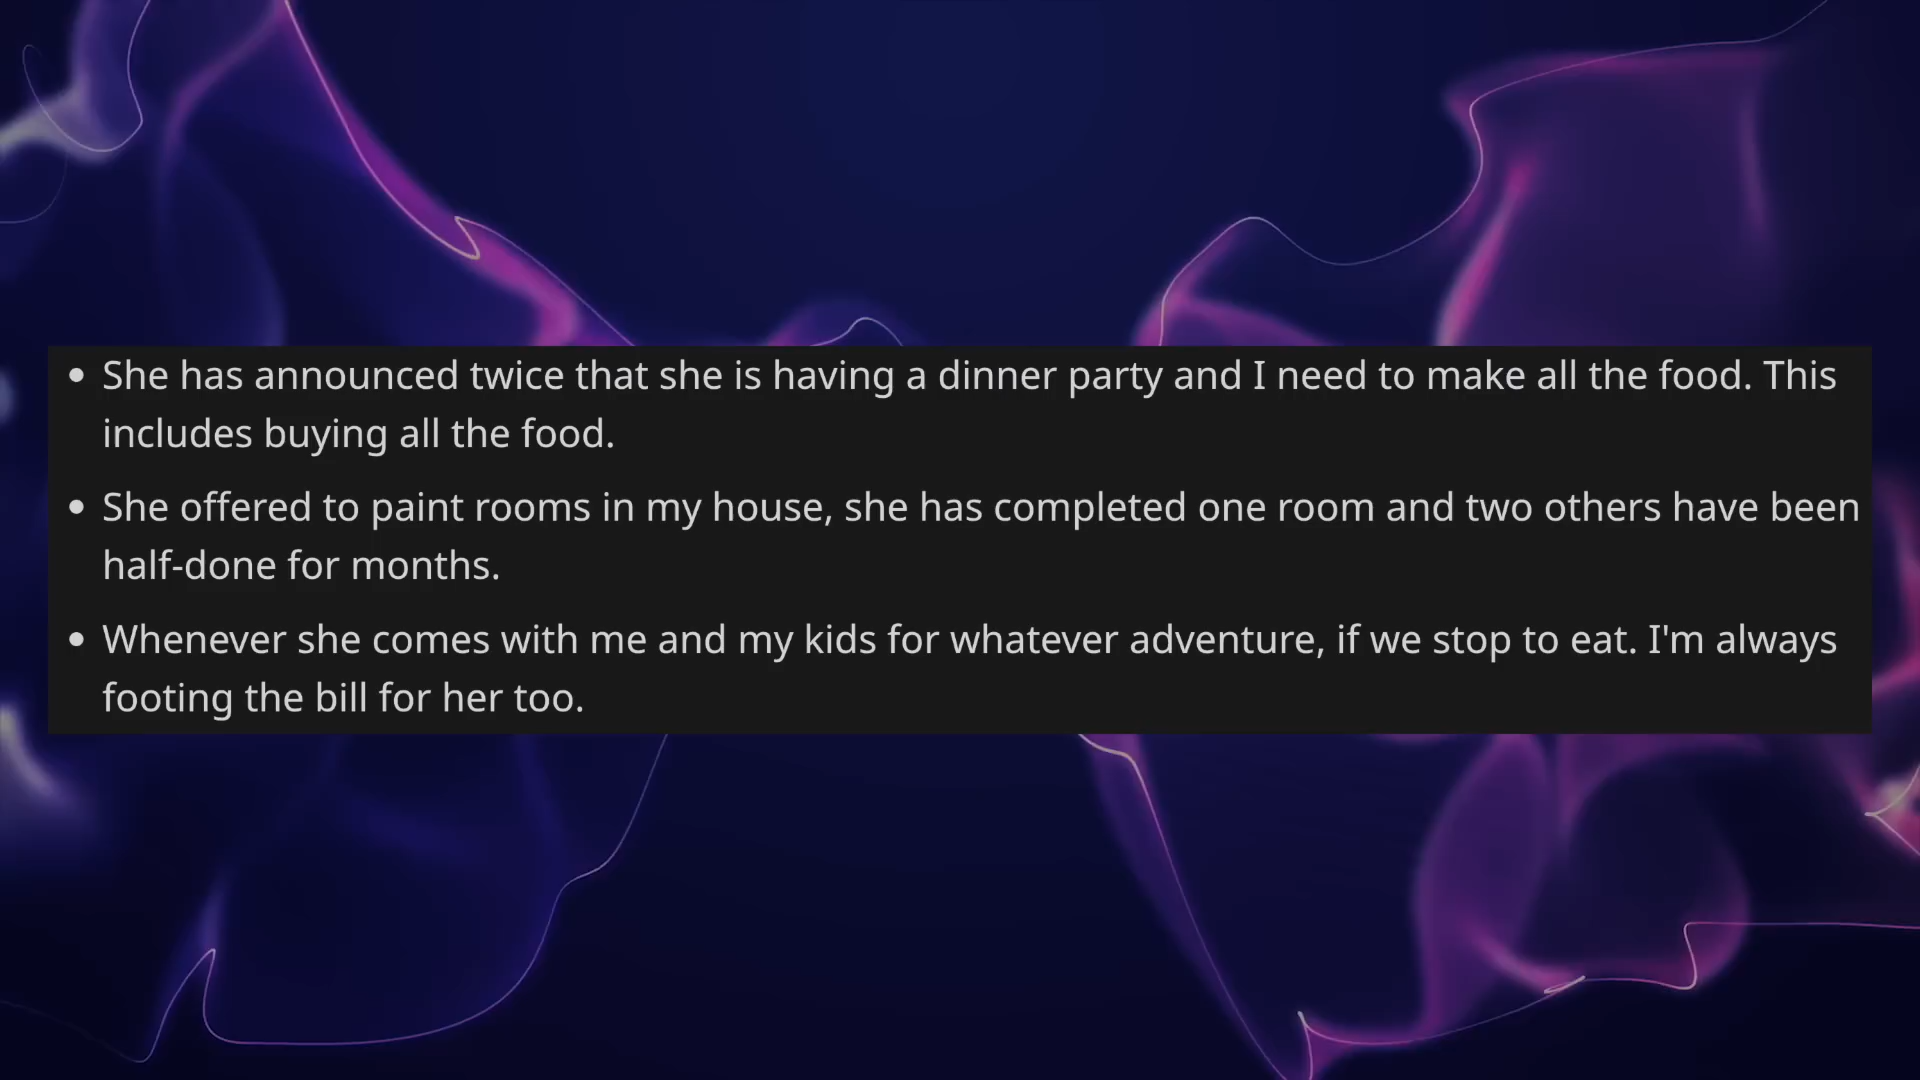 • She has announced twice that she is having a dinner party and I need to make all the food. This
includes buying all the food.
• She offered to paint rooms in my house, she has completed one room and two others have been
half-done for months.
• Whenever she comes with me and my kids for whatever adventure, if we stop to eat. I'm always
footing the bill for her too.